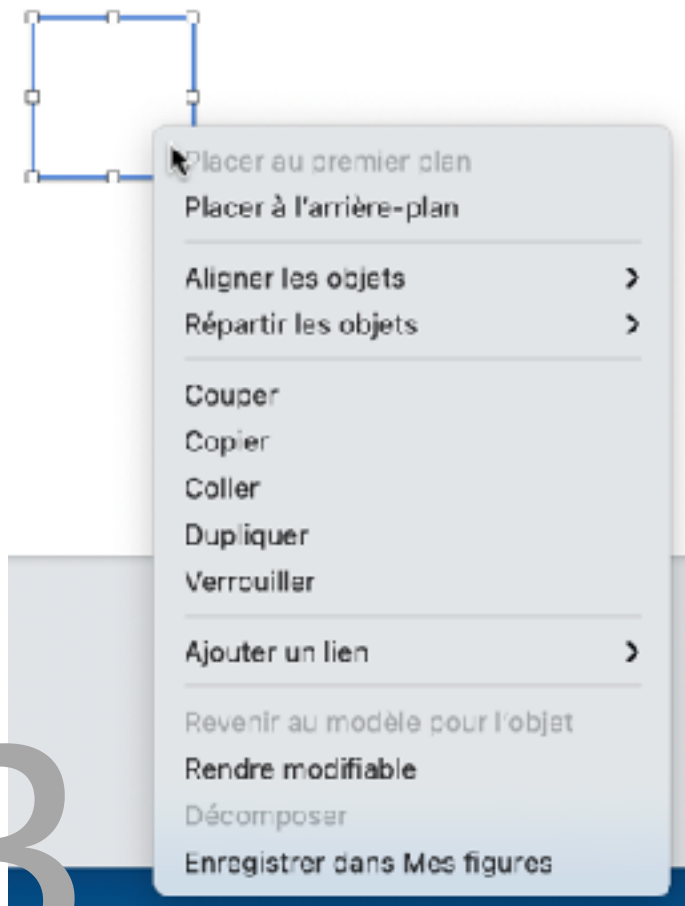 Placer au premier plan
Placer à l'arrière-plan
Aligner les objets
Répartir les objets
Couper
Copier
Coller
Dupliquer
Verrouiller
Ajouter un lien
Revenir au modèle pour l'objet
Rendre modifiable
Décomposer
Enregistrer dans Mes figures
3